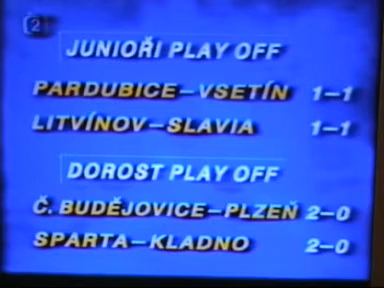 2
JUNIOŘI PLAY OFF
PARDUBICE–VSETÍN 1–1
LITVÍNOV–SLAVIA 1–1
DOROST PLAY OFF
Č. BUDĚJOVICE–PLZEŇ 2–0
SPARTA–KLADNO 2–0